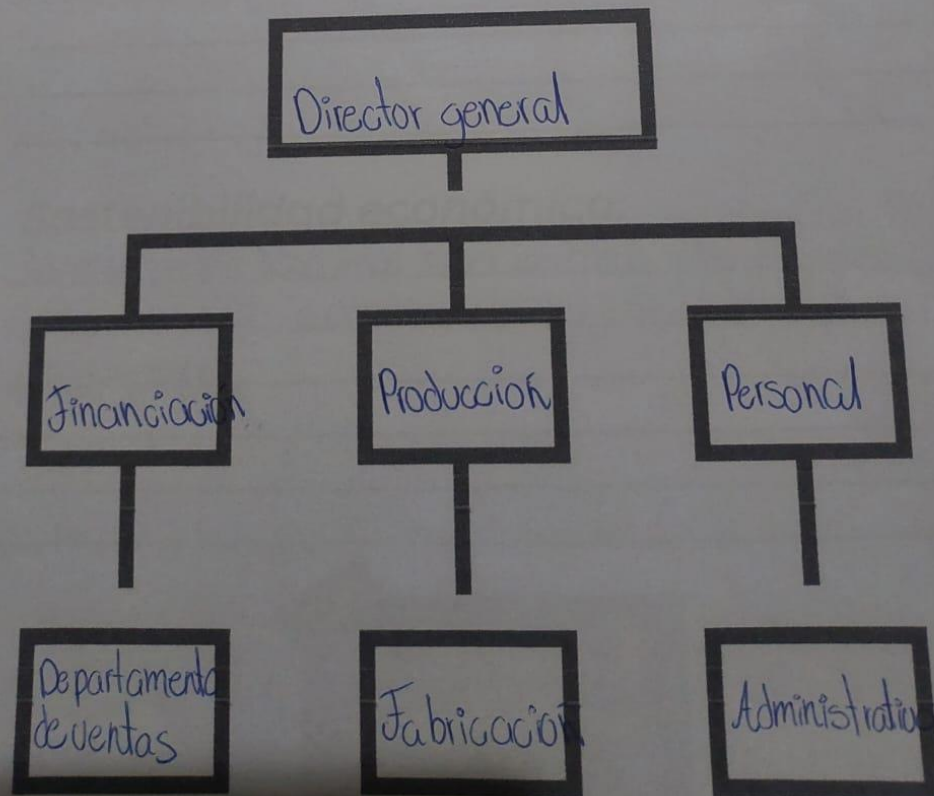 Director general
Financiación
Producción
Personal
Departamento
de ventas
Fabricación
Administrativo